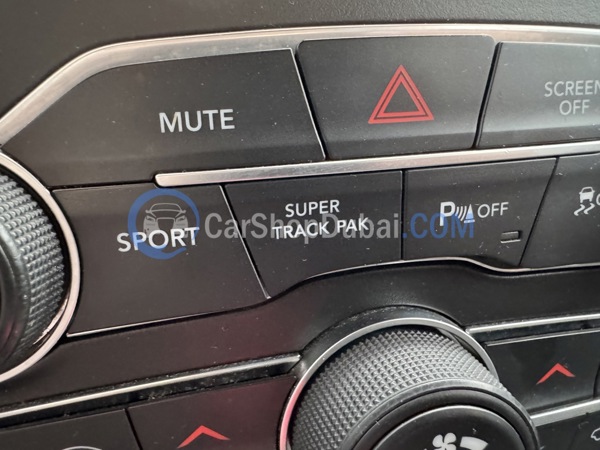 MUTE
SCREEN
OFF
SPORT
SUPER
TRACK PAK
P OFF
CarShopDubai.COM